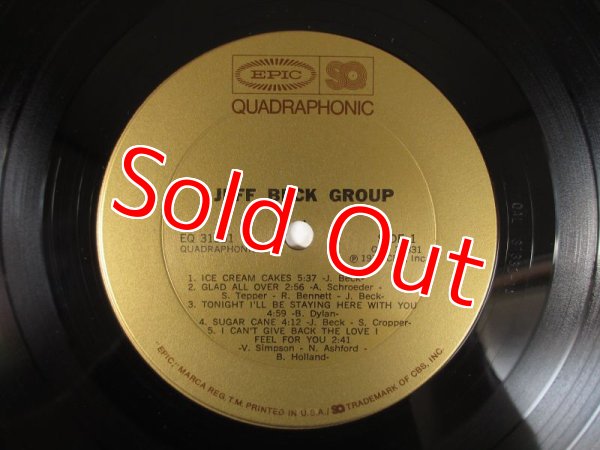 EPIC SQ
QUADRAPHONIC
JEFF BECK GROUP
Sold Out
EQ
QUADRAPHONIC
1. ICE CREAM CAKES 5:37 -J. Beck-
2. GLAD ALL OVER 2:56 -A. Schroeder-
S. Tepper - R. Bennett - J. Beck-
3. TONIGHT I'LL BE STAYING HERE WITH YOU
4:59 -B. Dylan-
4. SUGAR CANE 4:12 -J. Beck - S. Cropper-
5. I CAN'T GIVE BACK THE LOVE I
FEEL FOR YOU 2:41
-V. Simpson - N. Ashford -
B. Holland-
"EPIC," MARCA REG. T.M. PRINTED IN U.S.A./ SQ TRADEMARK OF CBS, INC.